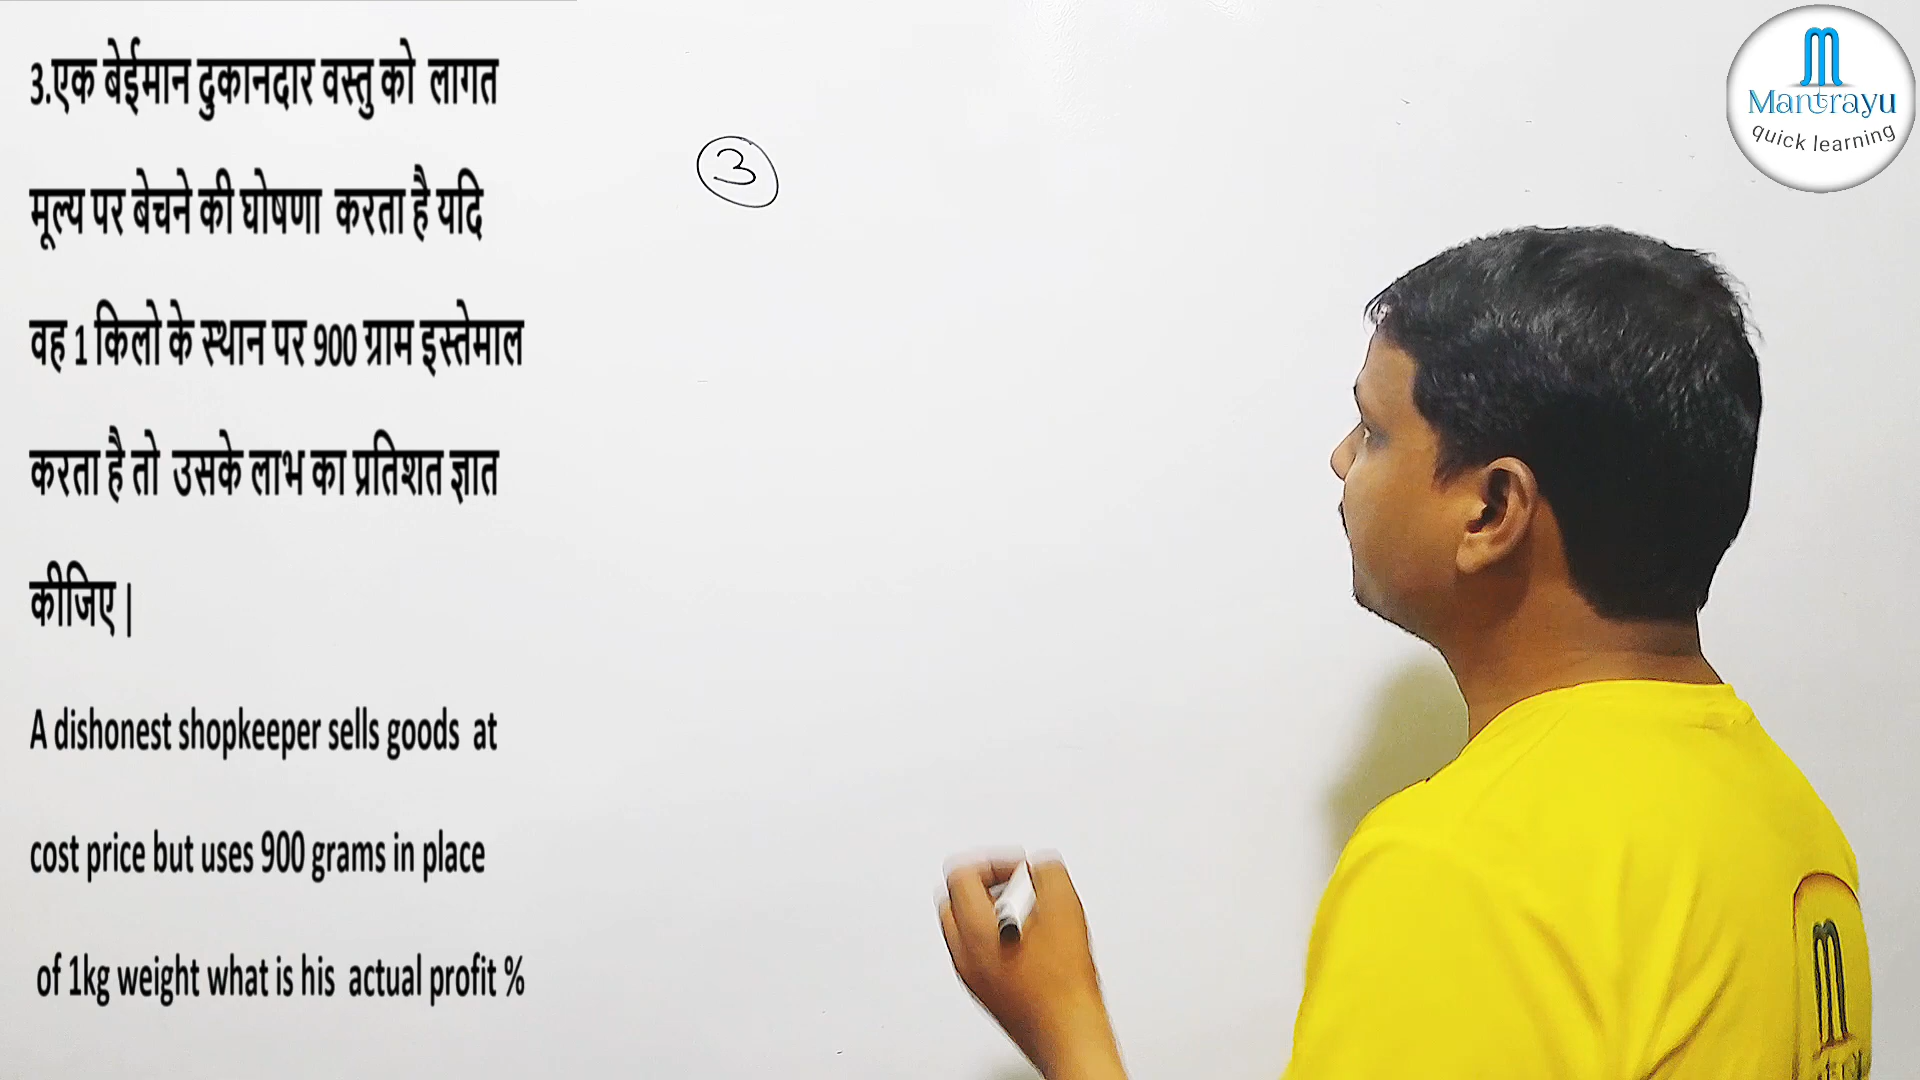 3.एक बेईमान दुकानदार वस्तु को लागत
मूल्य पर बेचने की घोषणा करता है यदि
वह 1 किलो के स्थान पर 900 ग्राम इस्तेमाल
करता है तो उसके लाभ का प्रतिशत ज्ञात
कीजिए |
A dishonest shopkeeper sells goods at
cost price but uses 900 grams in place
of 1kg weight what is his actual profit %
3
Mantrayu
quick learning